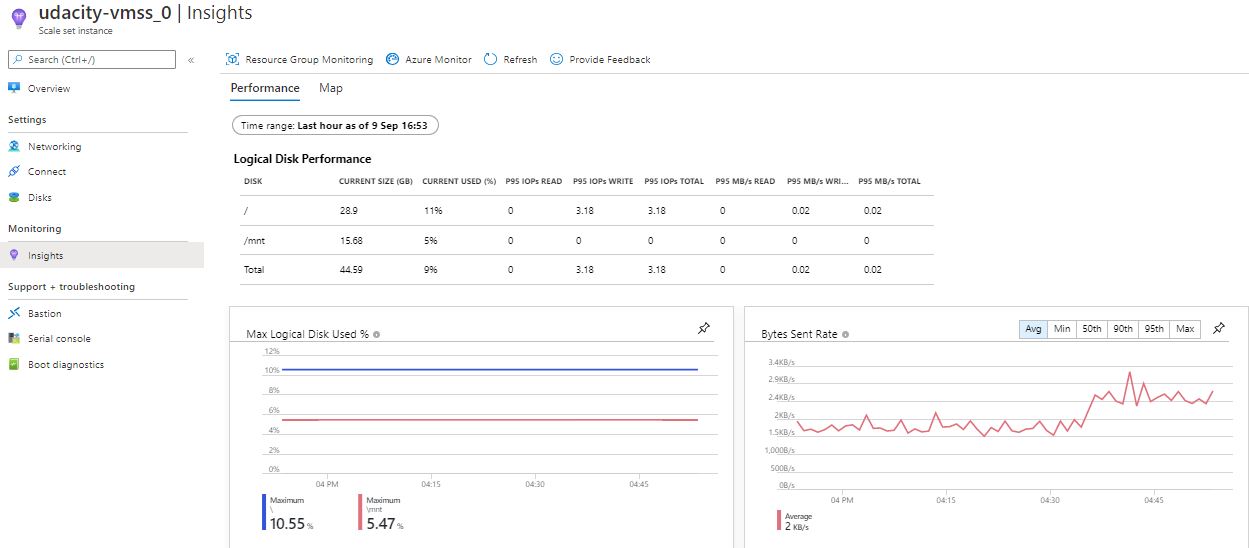 udacity-vmss_0 | Insights
Scale set instance
Search (Ctrl+/)
«
Overview
Settings
Networking
Connect
Disks
Monitoring
Insights
Support + troubleshooting
Bastion
Serial console
Boot diagnostics
Resource Group Monitoring Azure Monitor Refresh Provide Feedback
Performance Map
Time range: Last hour as of 9 Sep 16:53
Logical Disk Performance
DISK CURRENT SIZE (GB) CURRENT USED (%) P95 IOPs READ P95 IOPs WRITE P95 IOPs TOTAL P95 MB/s READ P95 MB/s WRI... P95 MB/s TOTAL
/ 28.9 11% 0 3.18 3.18 0 0.02 0.02
/mnt 15.68 5% 0 0 0 0 0 0
Total 44.59 9% 0 3.18 3.18 0 0.02 0.02
Max Logical Disk Used %
12%
10%
8%
6%
4%
2%
0%
04 PM 04:15 04:30 04:45
Maximum
\
10.55 %
Maximum
\mnt
5.47 %
Bytes Sent Rate
Avg Min 50th 90th 95th Max
3.4KB/s
2.9KB/s
2.4KB/s
2KB/s
1.5KB/s
1,000B/s
500B/s
0B/s
04 PM 04:15 04:30 04:45
Average
2 KB/s